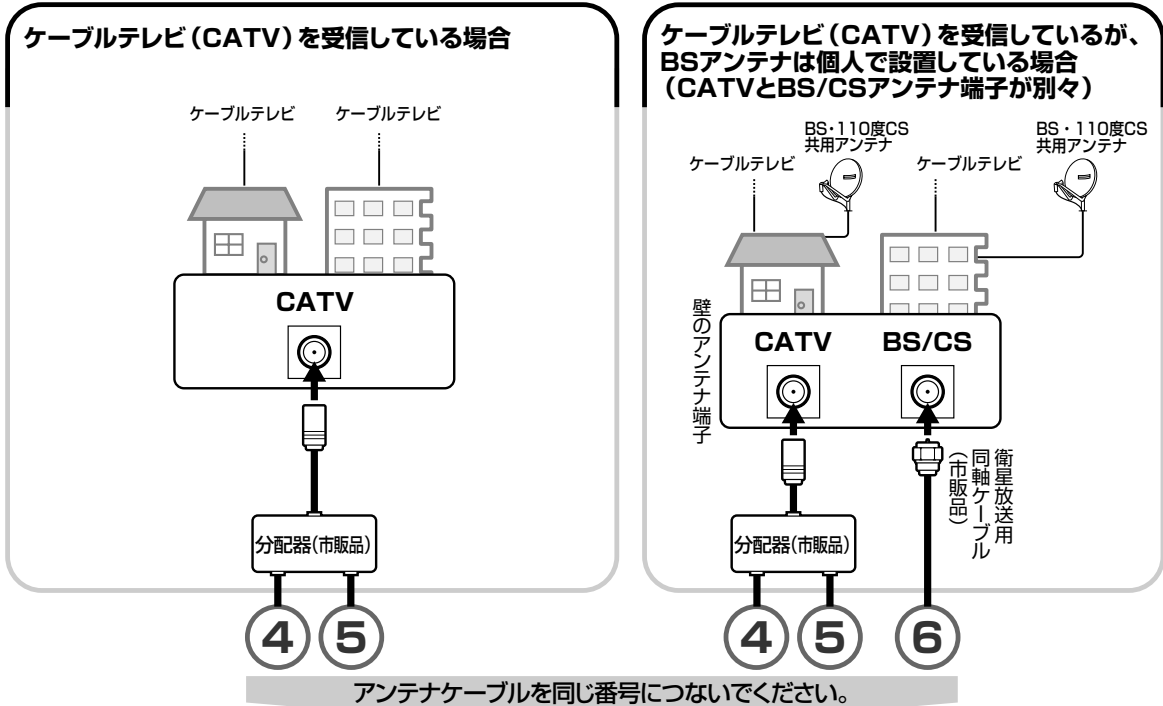 ケーブルテレビ(CATV)を受信している場合
ケーブルテレビ
ケーブルテレビ
CATV
分配器(市販品)
④
⑤
ケーブルテレビ(CATV)を受信しているが、
BSアンテナは個人で設置している場合
(CATVとBS/CSアンテナ端子が別々)
ケーブルテレビ
BS・110度CS
共用アンテナ
ケーブルテレビ
BS・110度CS
共用アンテナ
壁のアンテナ端子
CATV
BS/CS
衛星放送用
同軸ケーブル
(市販品)
分配器(市販品)
④
⑤
⑥
アンテナケーブルを同じ番号につないでください。